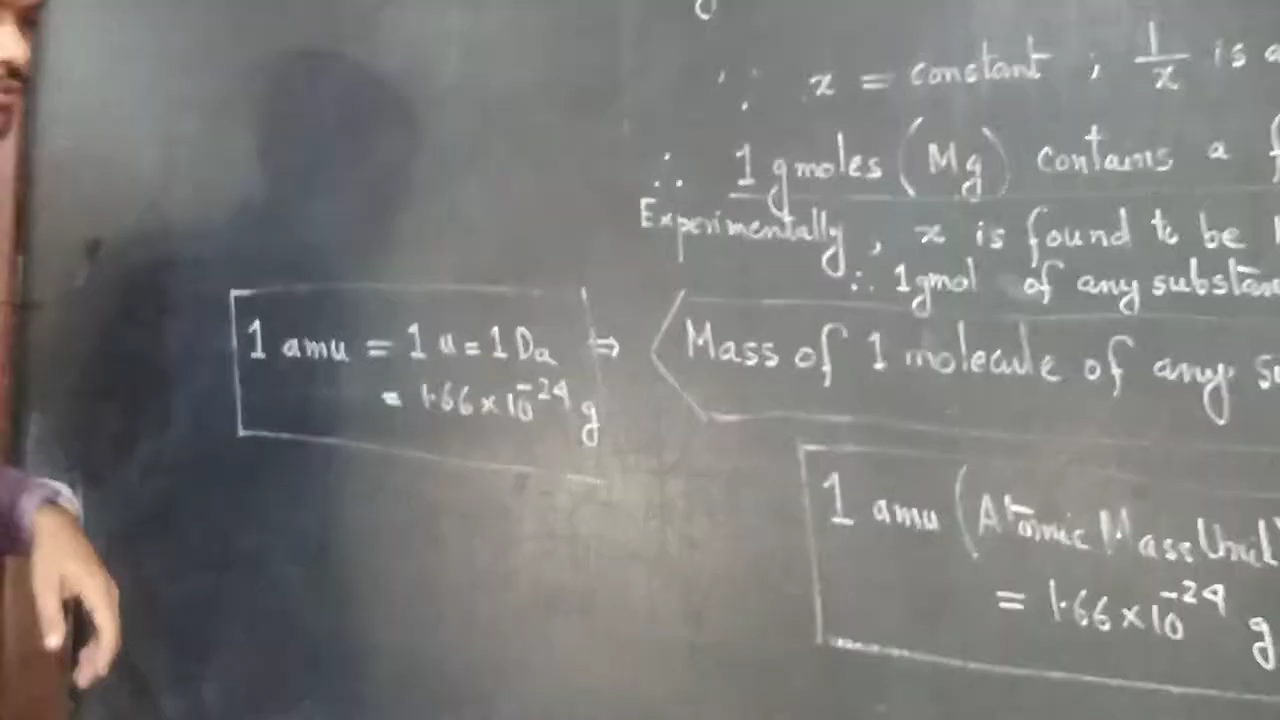 ∵ x = constant ; 1/x is a
∴ 1 gmoles (Mg) contains a
Experimentally, x is found to be
∴ 1gmol of any substan
1 amu = 1 u = 1 Da ⇒ Mass of 1 molecule of any
= 1.66×10⁻²⁴ g
1 amu (Atomic Mass Unit)
= 1.66×10⁻²⁴ g